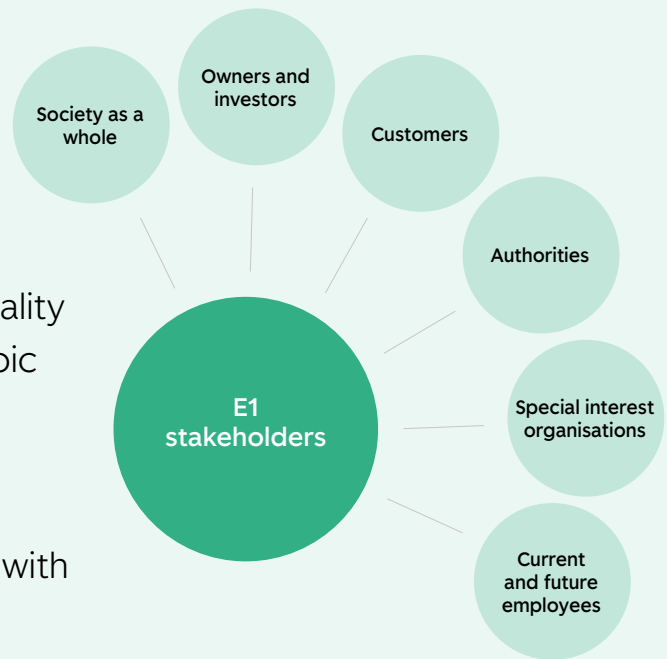 Society as a
whole
Owners and
investors
Customers
Authorities
ality
pic
E1
stakeholders
Special interest
organisations
with
Current
and future
employees